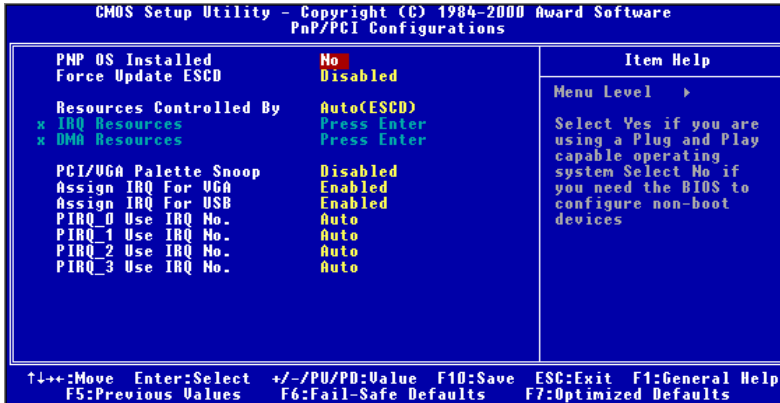 CMOS Setup Utility - Copyright (C) 1984-2000 Award Software
PnP/PCI Configurations
PNP OS Installed No
Force Update ESCD Disabled
Resources Controlled By Auto(ESCD)
x IRQ Resources Press Enter
x DMA Resources Press Enter
PCI/VGA Palette Snoop Disabled
Assign IRQ For VGA Enabled
Assign IRQ For USB Enabled
PIRQ_0 Use IRQ No. Auto
PIRQ_1 Use IRQ No. Auto
PIRQ_2 Use IRQ No. Auto
PIRQ_3 Use IRQ No. Auto
Item Help
Menu Level ▸
Select Yes if you are
using a Plug and Play
capable operating
system Select No if
you need the BIOS to
configure non-boot
devices
↑↓→←:Move Enter:Select +/-/PU/PD:Value F10:Save ESC:Exit F1:General Help
F5:Previous Values F6:Fail-Safe Defaults F7:Optimized Defaults